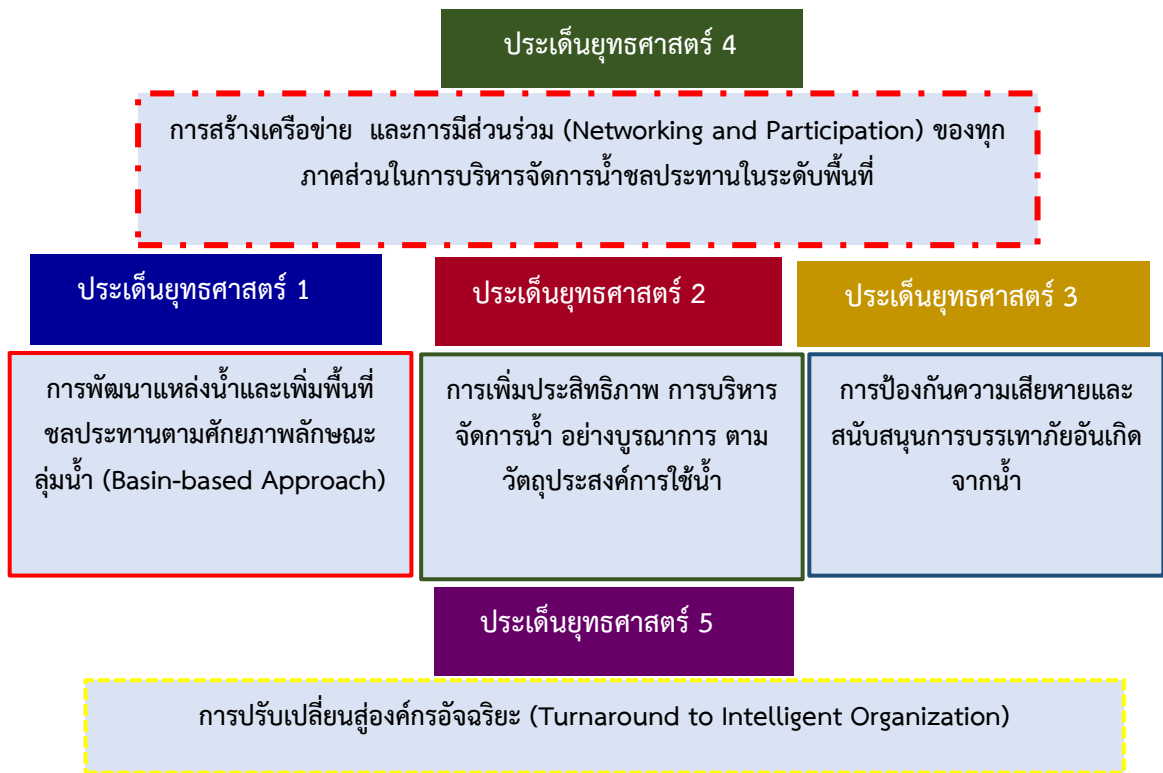 ประเด็นยุทธศาสตร์ 4
การสร้างเครือข่าย และการมีส่วนร่วม (Networking and Participation) ของทุก
ภาคส่วนในการบริหารจัดการน้ำชลประทานในระดับพื้นที่
ประเด็นยุทธศาสตร์ 1
การพัฒนาแหล่งน้ำและเพิ่มพื้นที่
ชลประทานตามศักยภาพลักษณะ
ลุ่มน้ำ (Basin-based Approach)
ประเด็นยุทธศาสตร์ 2
การเพิ่มประสิทธิภาพ การบริหาร
จัดการน้ำ อย่างบูรณาการ ตาม
วัตถุประสงค์การใช้น้ำ
ประเด็นยุทธศาสตร์ 3
การป้องกันความเสียหายและ
สนับสนุนการบรรเทาภัยอันเกิด
จากน้ำ
ประเด็นยุทธศาสตร์ 5
การปรับเปลี่ยนสู่องค์กรอัจฉริยะ (Turnaround to Intelligent Organization)